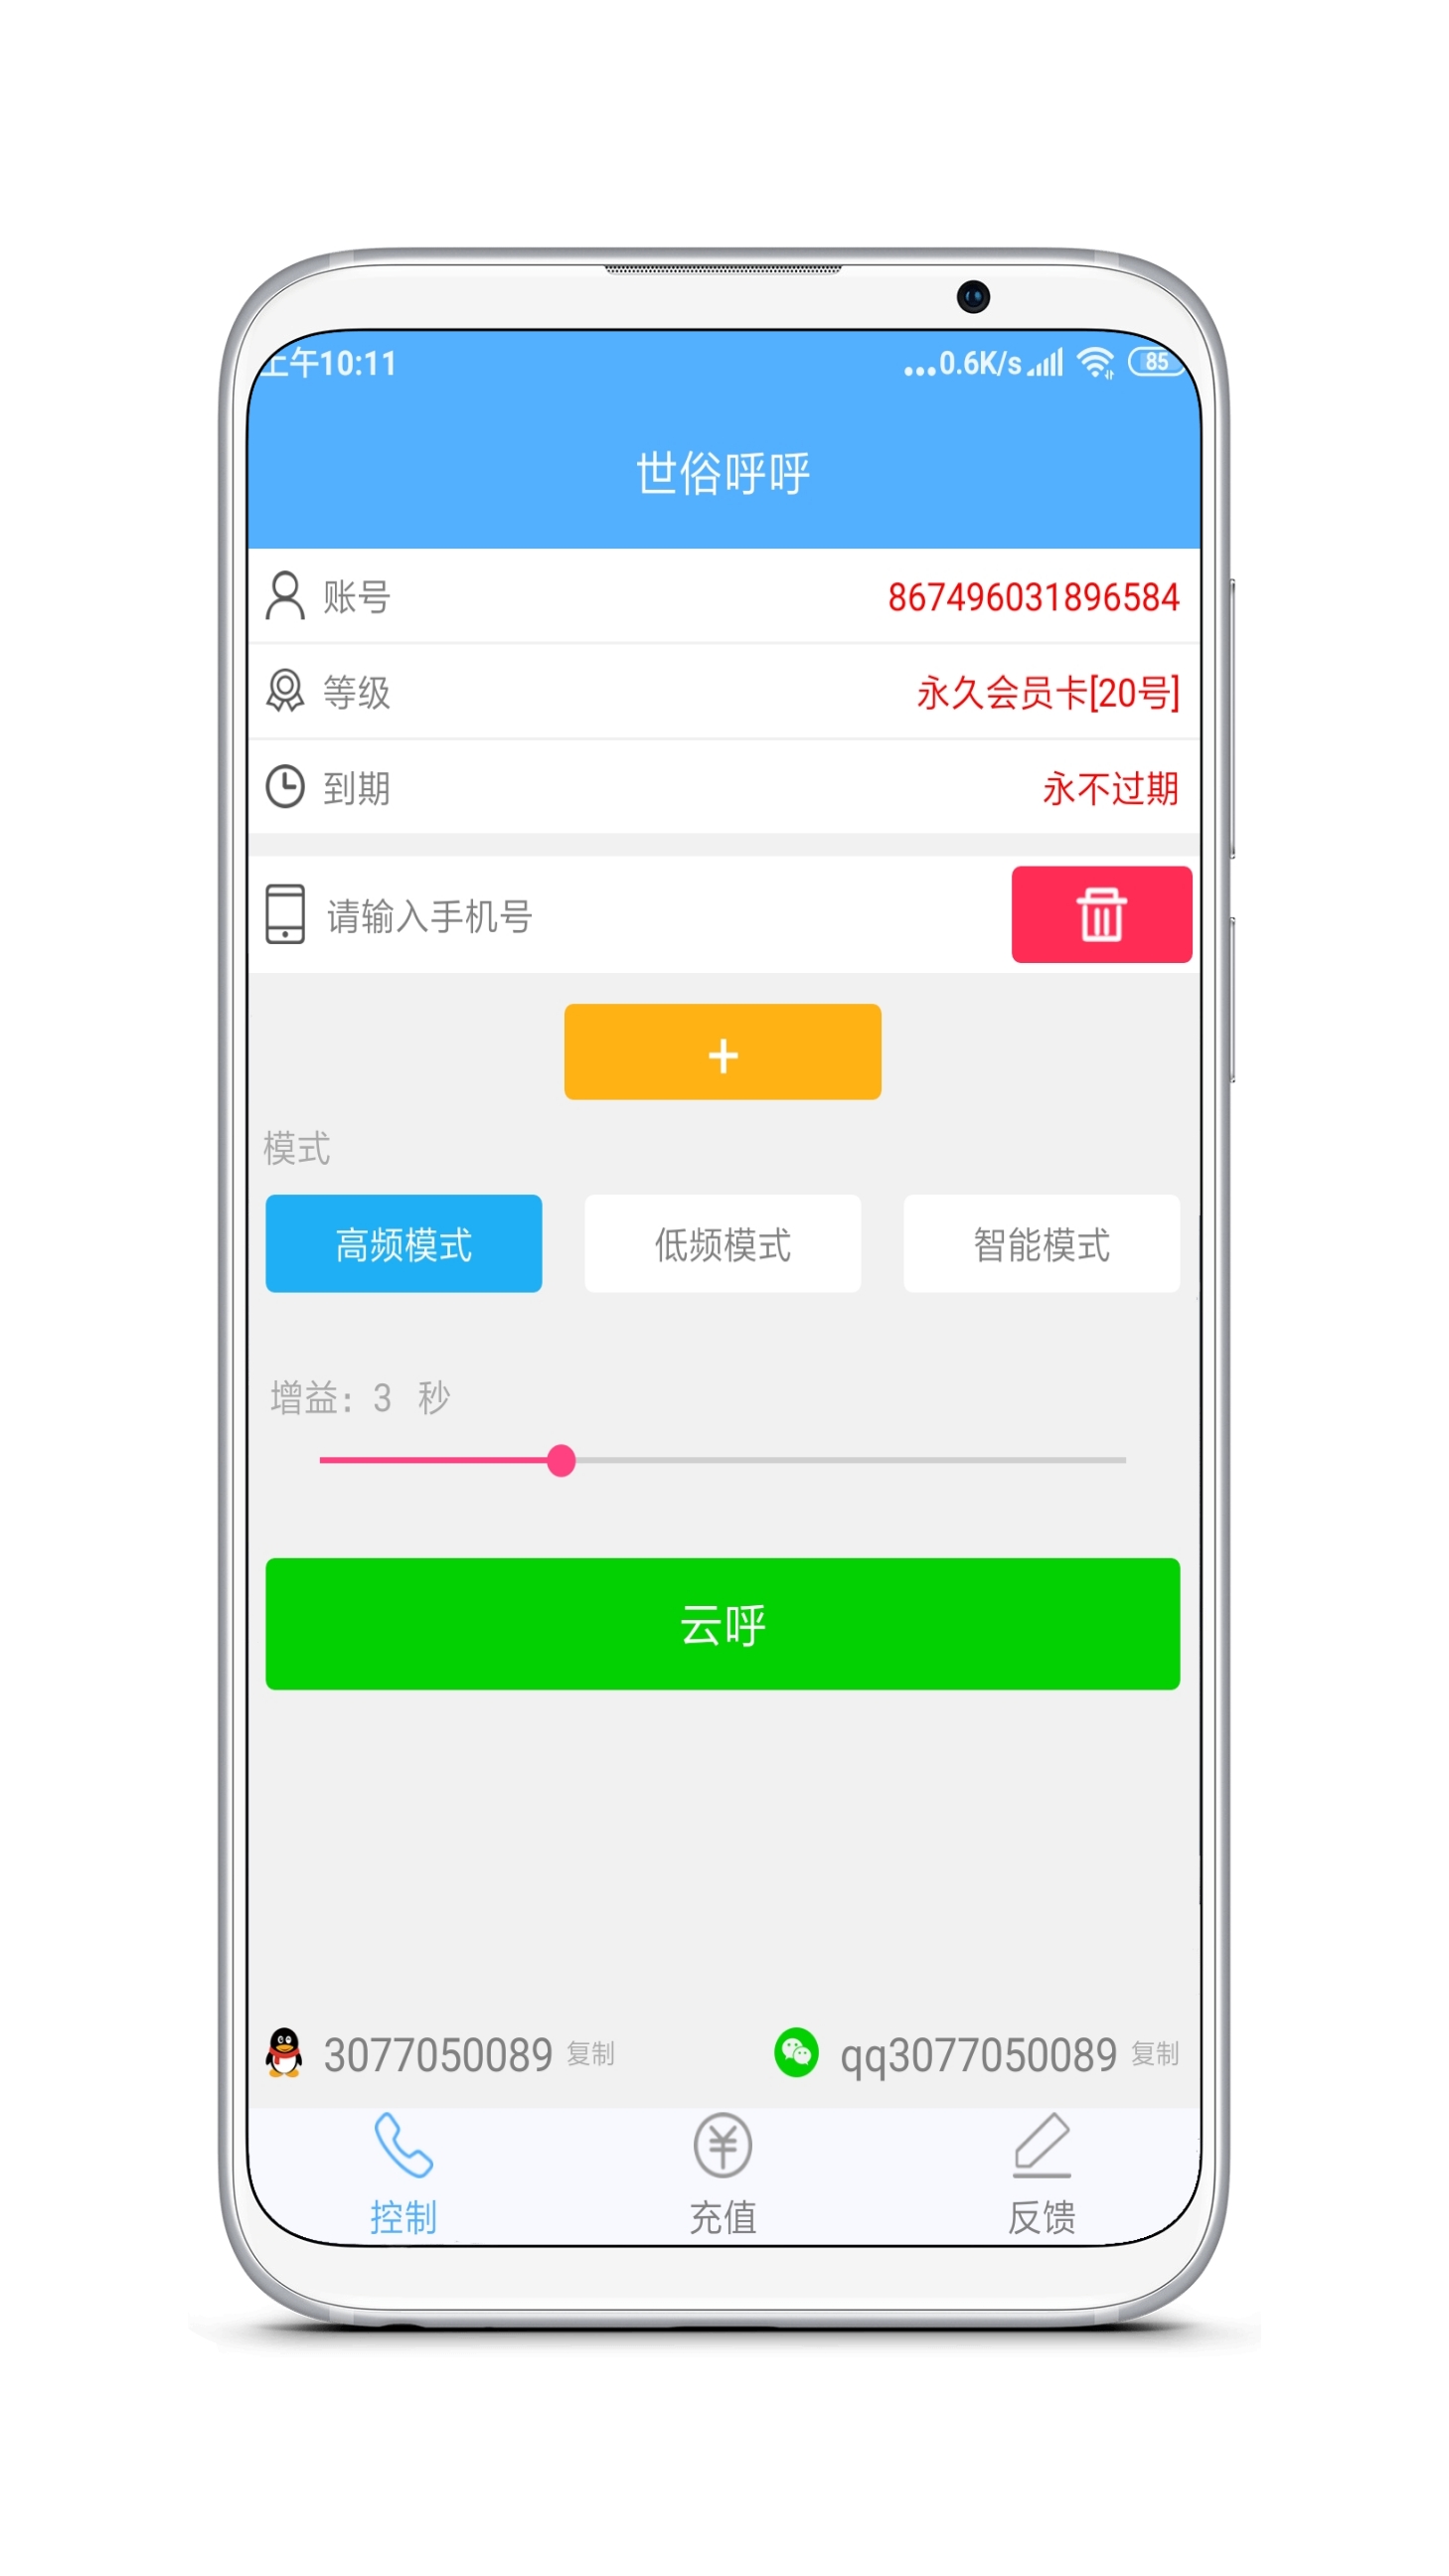 上午10:11 ...0.6K/s 85
世俗呼呼
账号 867496031896584
等级 永久会员卡[20号]
到期 永不过期
请输入手机号
+
模式
高频模式 低频模式 智能模式
增益: 3 秒
云呼
3077050089 复制 qq3077050089 复制
控制 充值 反馈